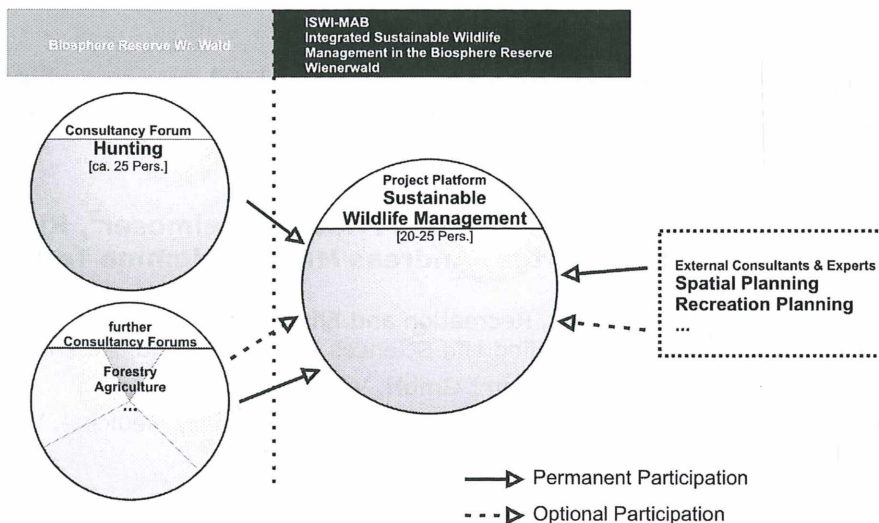 Biosphere Reserve Wr. Wald
ISWI-MAB
Integrated Sustainable Wildlife
Management in the Biosphere Reserve
Wienerwald
Consultancy Forum
Hunting
[ca. 25 Pers.]
Project Platform
Sustainable
Wildlife Management
[20-25 Pers.]
External Consultants & Experts
Spatial Planning
Recreation Planning
...
further
Consultancy Forums
Forestry
Agriculture
...
Permanent Participation
Optional Participation